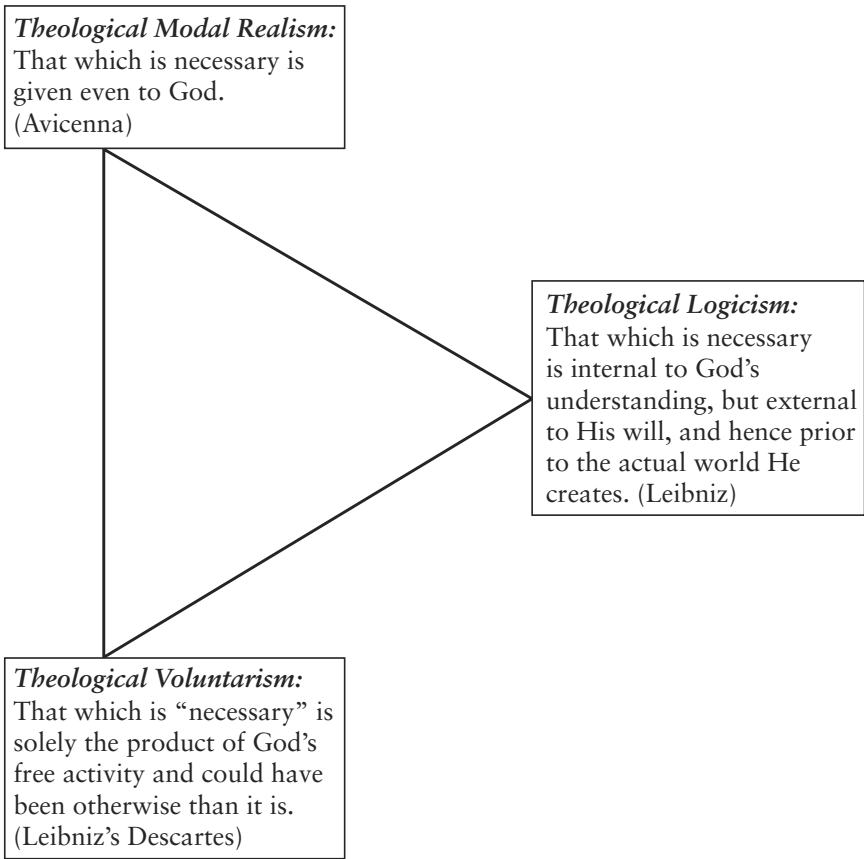 Theological Modal Realism:
That which is necessary is
given even to God.
(Avicenna)
Theological Logicism:
That which is necessary
is internal to God’s
understanding, but external
to His will, and hence prior
to the actual world He
creates. (Leibniz)
Theological Voluntarism:
That which is “necessary” is
solely the product of God’s
free activity and could have
been otherwise than it is.
(Leibniz’s Descartes)